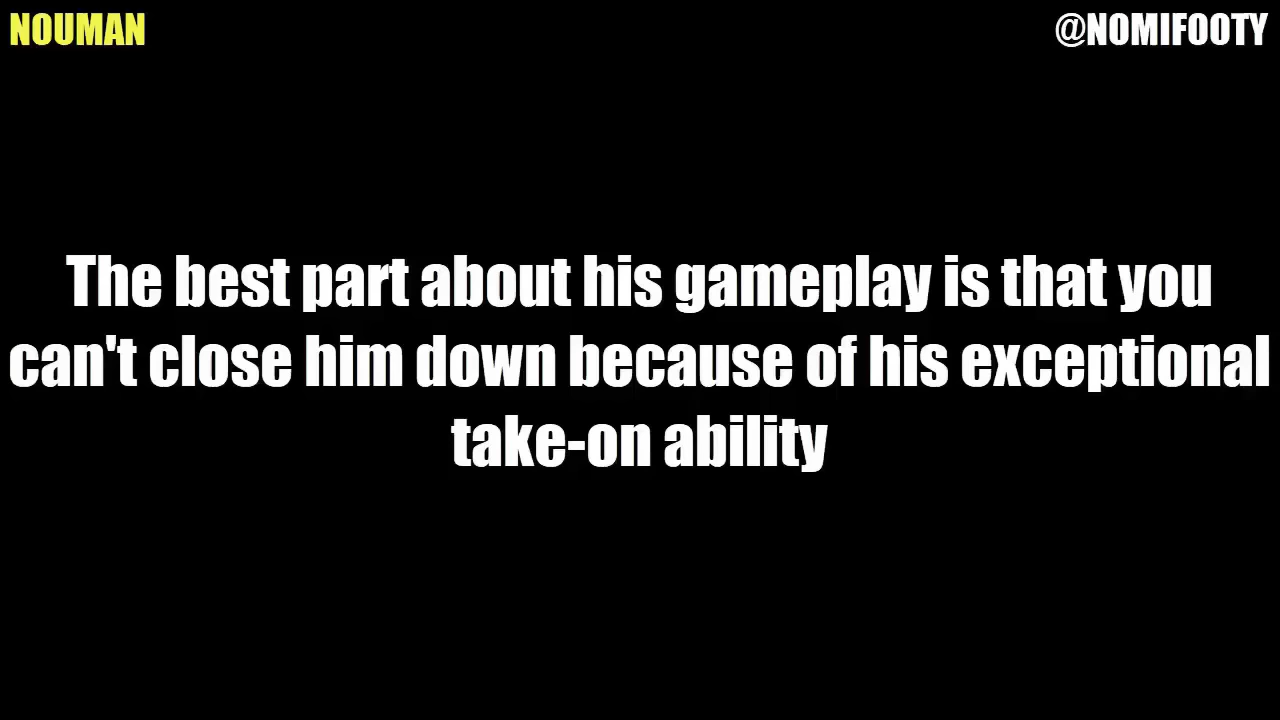 NOUMAN
@NOMIFOOTY
The best part about his gameplay is that you
can't close him down because of his exceptional
take-on ability